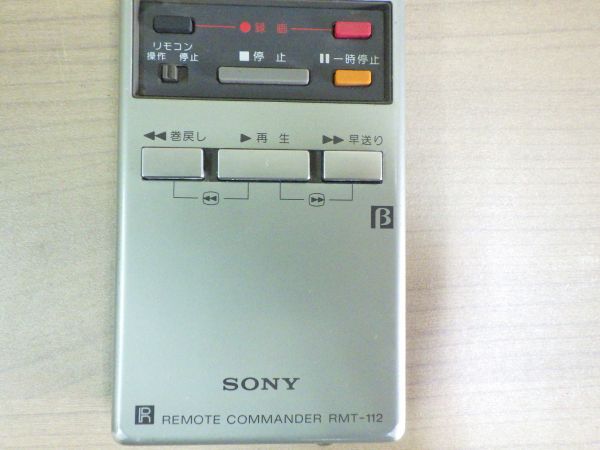 ● 録画
リモコン
操作 停止
■ 停止
▮▮ 一時停止
◀◀ 巻戻し
▶ 再生
▶▶ 早送り
◀◀
▶▶
β
SONY
R REMOTE COMMANDER RMT-112